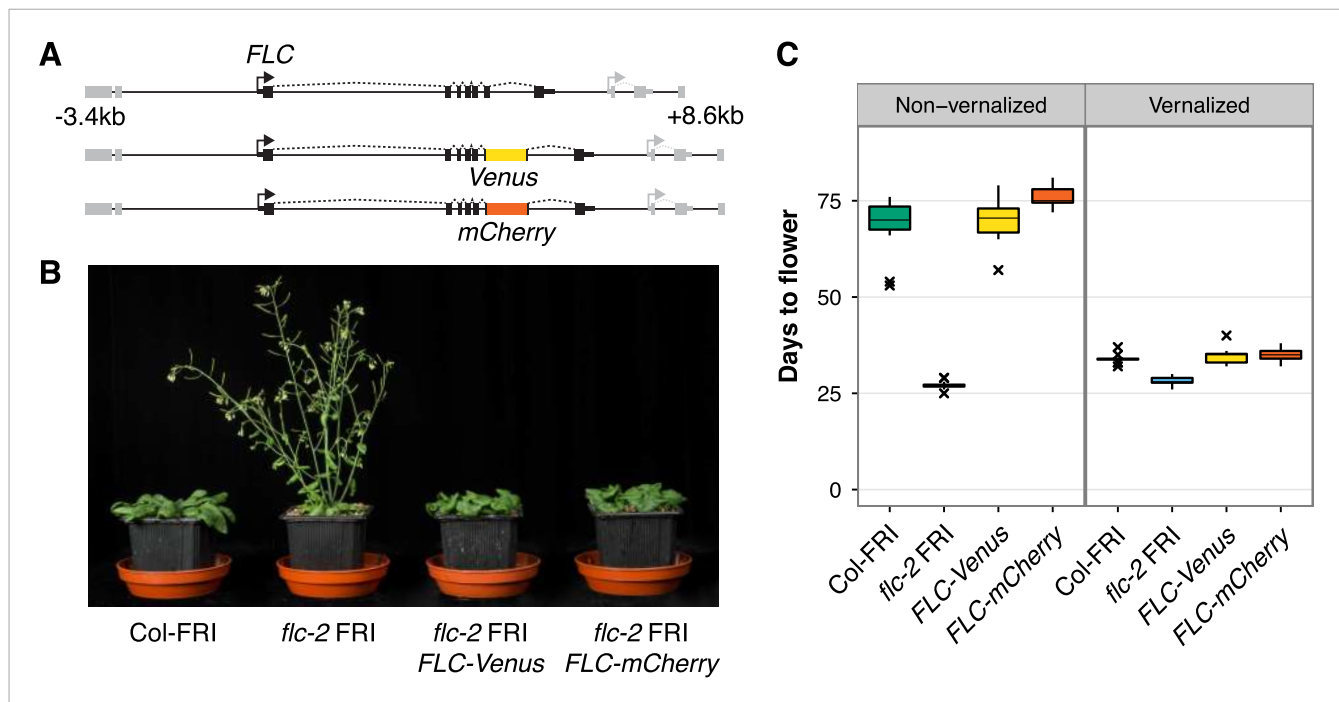 A
FLC
-3.4kb
+8.6kb
Venus
mCherry
B
Col-FRI
flc-2 FRI
flc-2 FRI
FLC-Venus
flc-2 FRI
FLC-mCherry
C
Non−vernalized
Vernalized
Days to flower
75
50
25
0
Col-FRI
flc-2 FRI
FLC-Venus
FLC-mCherry
Col-FRI
flc-2 FRI
FLC-Venus
FLC-mCherry